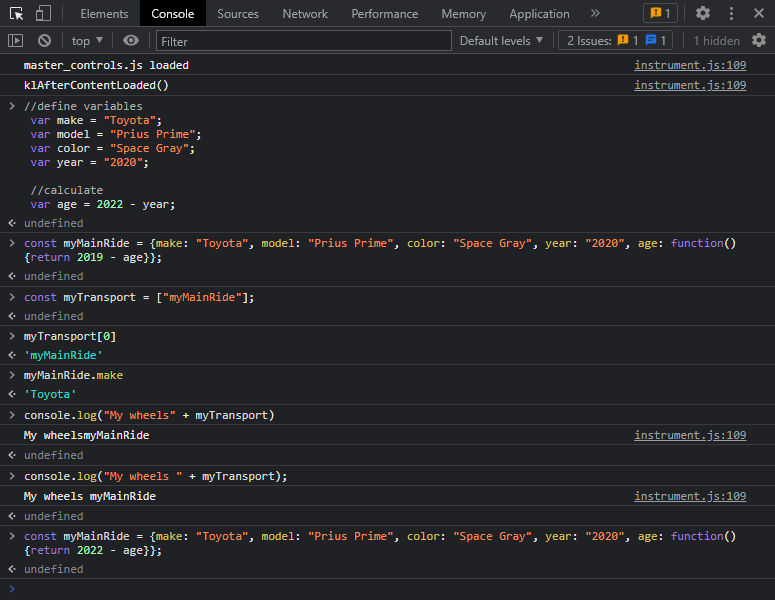 Elements Console Sources Network Performance Memory Application » 1
top ▼ Filter Default levels ▼ 2 Issues: 1 1 1 hidden
master_controls.js loaded instrument.js:109
klAfterContentLoaded() instrument.js:109
> //define variables
var make = "Toyota";
var model = "Prius Prime";
var color = "Space Gray";
var year = "2020";
//calculate
var age = 2022 - year;
undefined
> const myMainRide = {make: "Toyota", model: "Prius Prime", color: "Space Gray", year: "2020", age: function()
{return 2019 - age}};
undefined
> const myTransport = ["myMainRide"];
undefined
> myTransport[0]
'myMainRide'
> myMainRide.make
'Toyota'
> console.log("My wheels" + myTransport)
My wheelsmyMainRide instrument.js:109
undefined
> console.log("My wheels " + myTransport);
My wheels myMainRide instrument.js:109
undefined
> const myMainRide = {make: "Toyota", model: "Prius Prime", color: "Space Gray", year: "2020", age: function()
{return 2022 - age}};
undefined
>